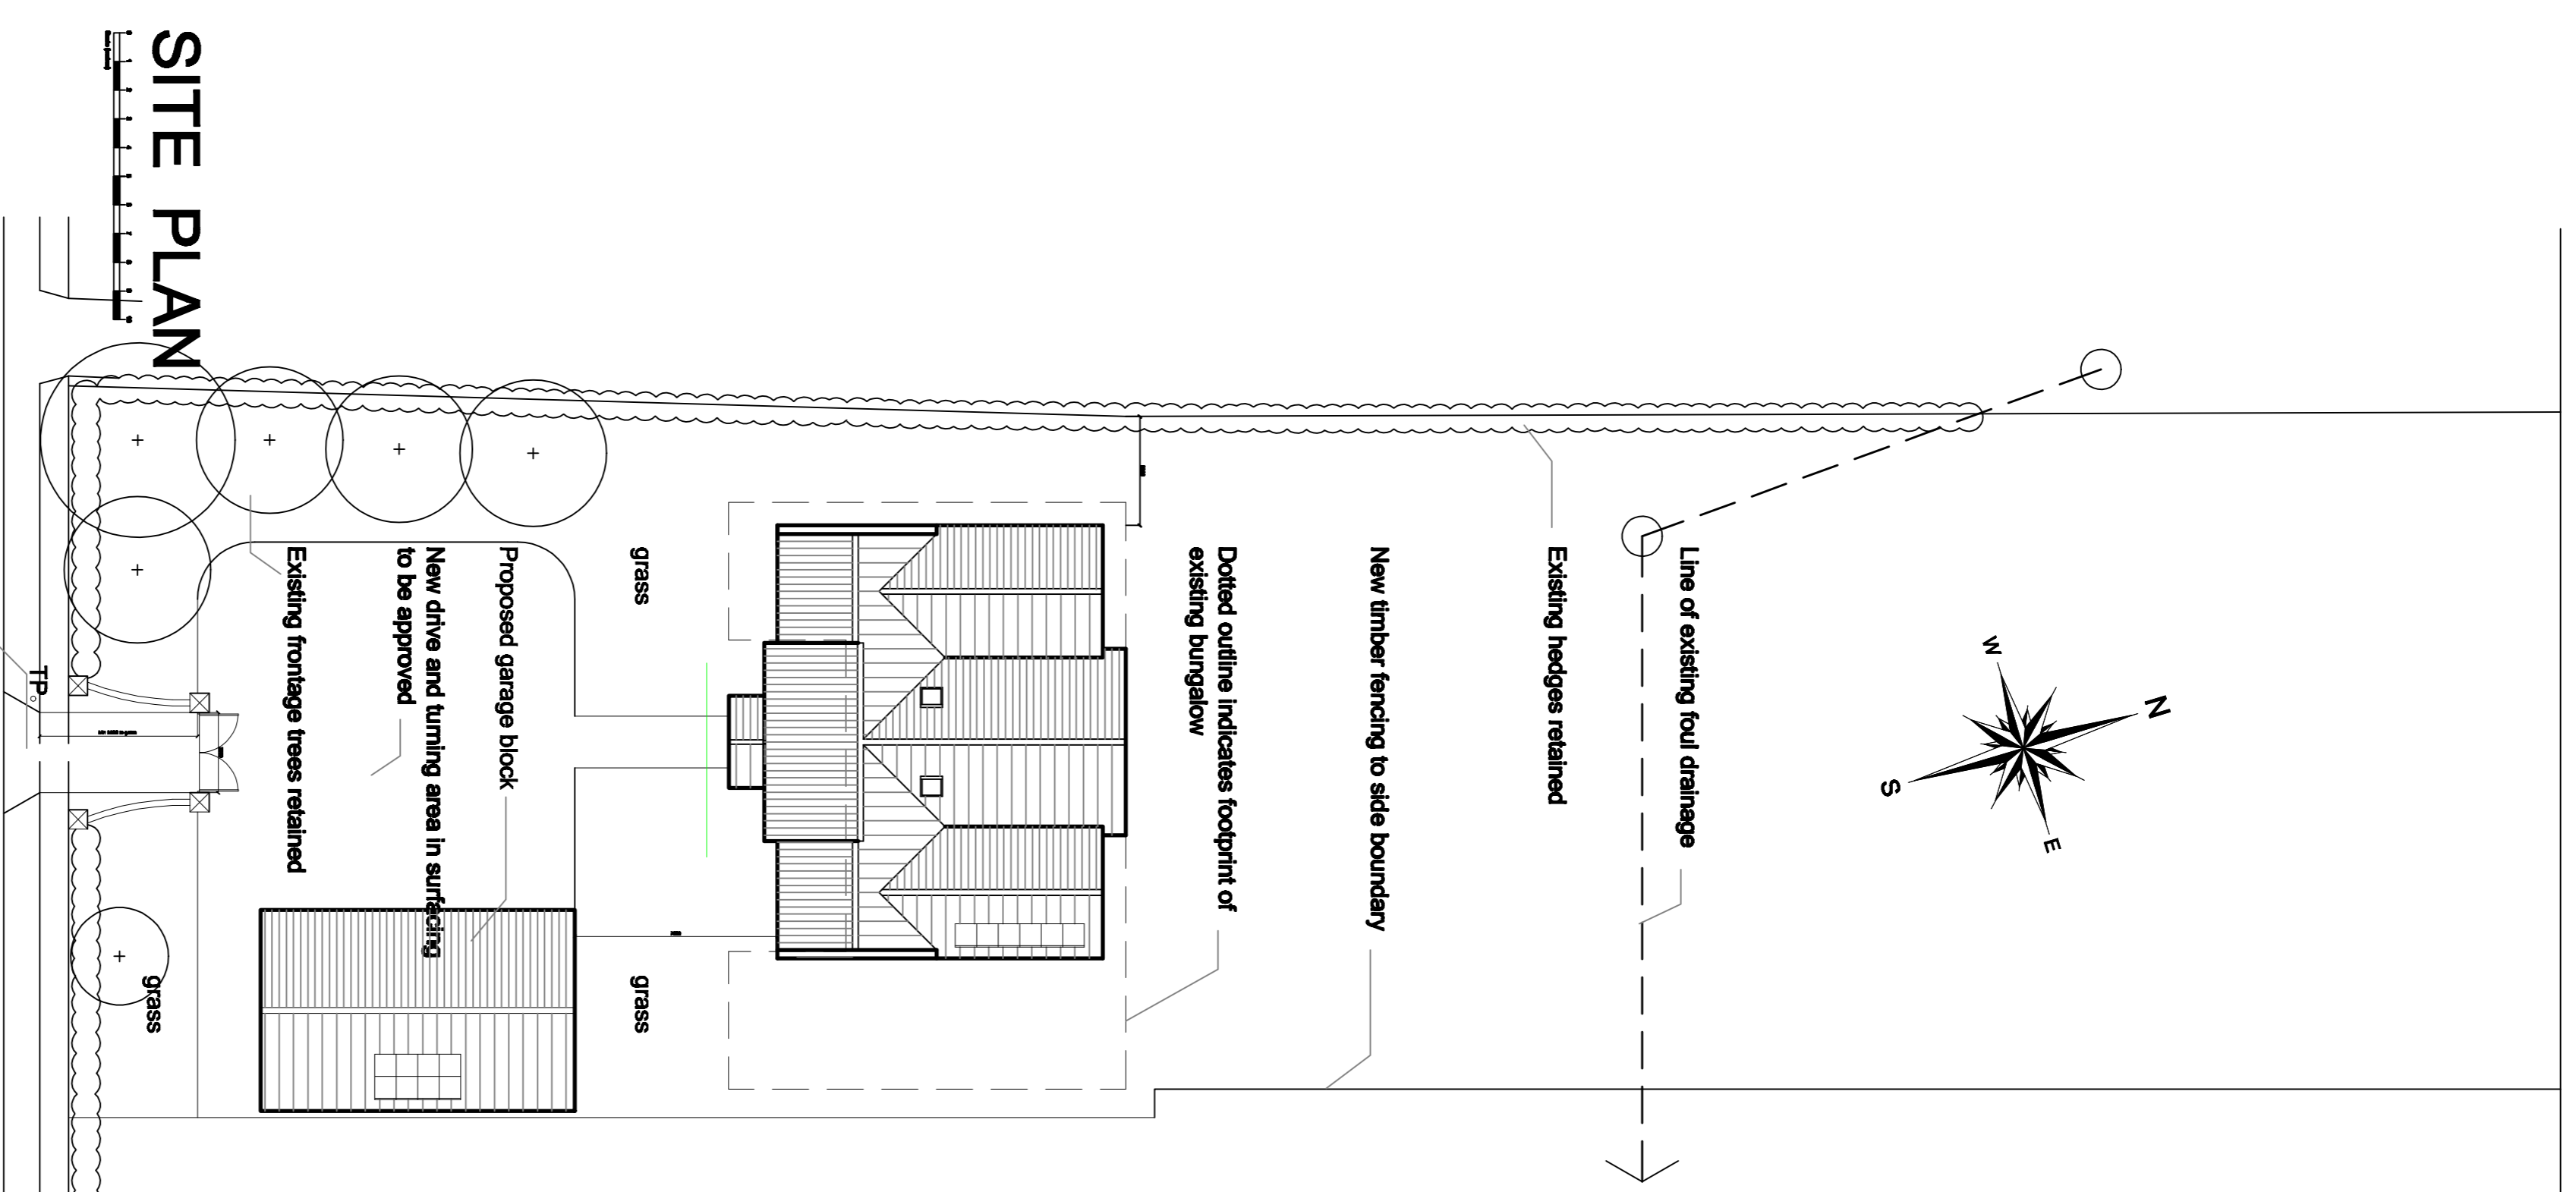 SITE PLAN
Line of existing foul drainage
Existing hedges retained
New timber fencing to side boundary
Dotted outline indicates footprint of
existing bungalow
grass
grass
Proposed garage block
New drive and turning area in surfacing
to be approved
Existing frontage trees retained
grass
TP
N
E
S
W